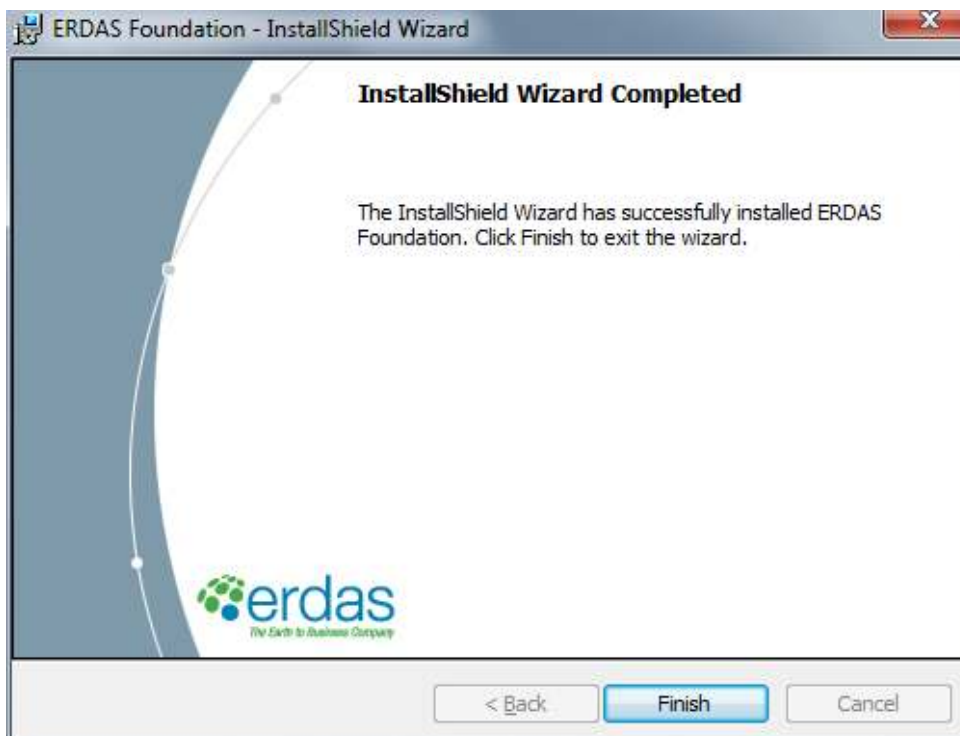 ERDAS Foundation - InstallShield Wizard
InstallShield Wizard Completed
The InstallShield Wizard has successfully installed ERDAS
Foundation. Click Finish to exit the wizard.
erdas
The Earth to Business Company
< Back
Finish
Cancel